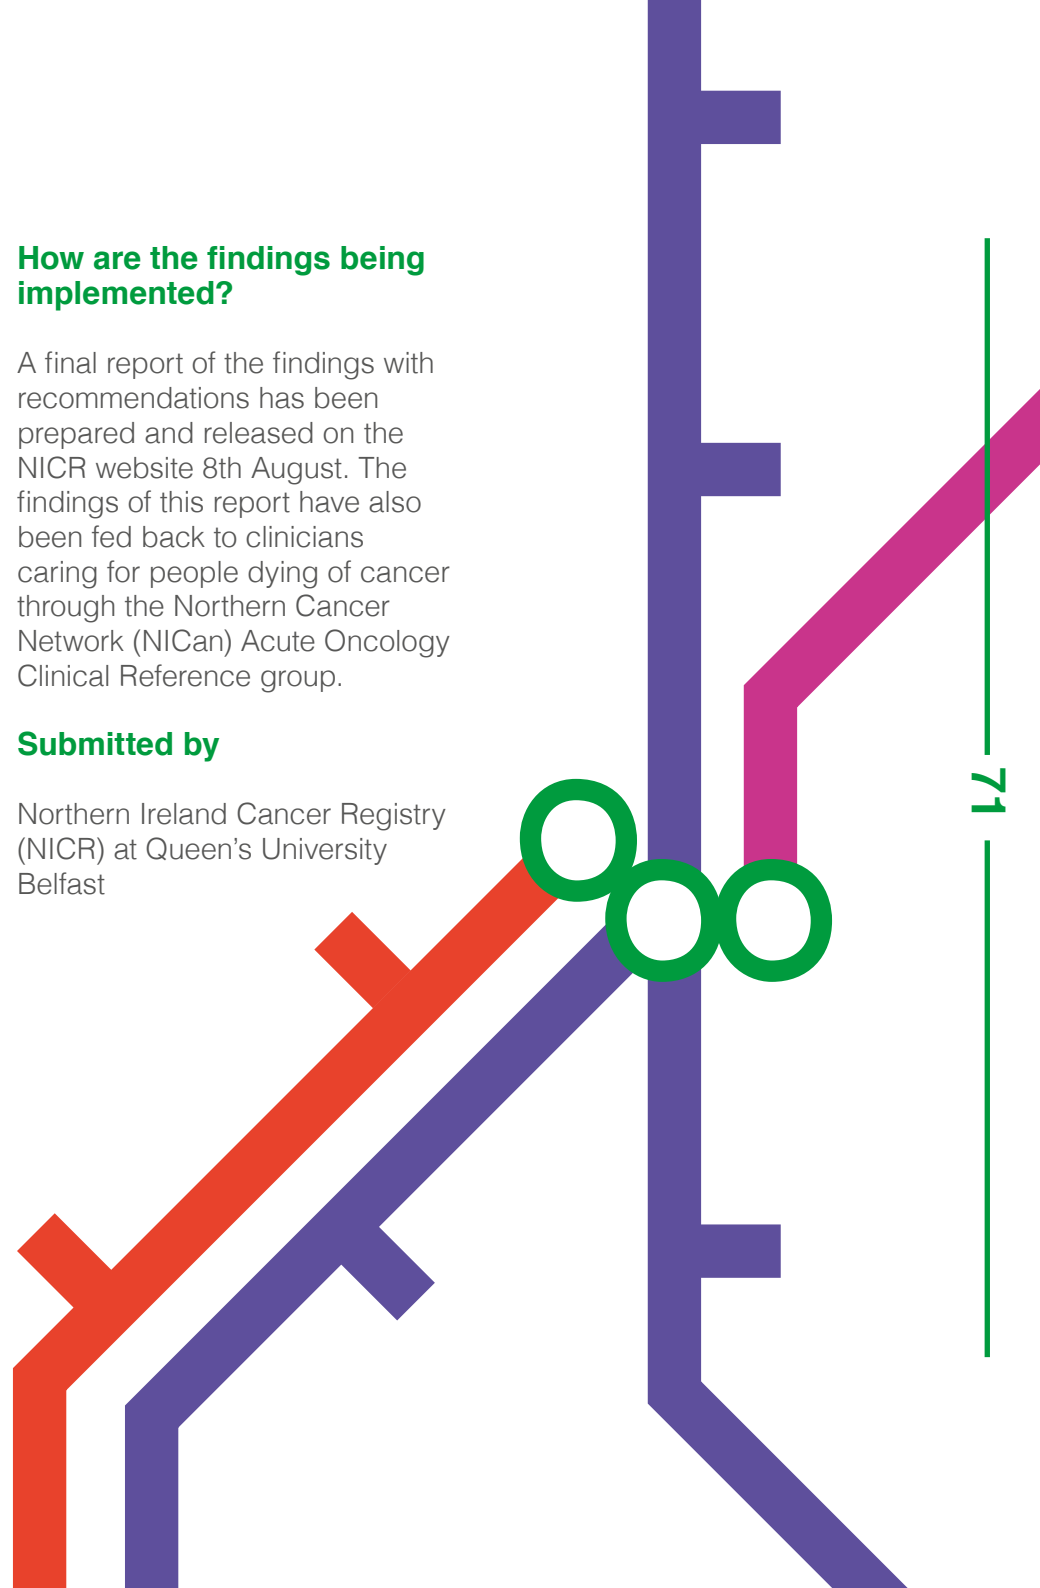 How are the findings being
implemented?
A final report of the findings with
recommendations has been
prepared and released on the
NICR website 8th August. The
findings of this report have also
been fed back to clinicians
caring for people dying of cancer
through the Northern Cancer
Network (NICan) Acute Oncology
Clinical Reference group.
Submitted by
Northern Ireland Cancer Registry
(NICR) at Queen’s University
Belfast
71